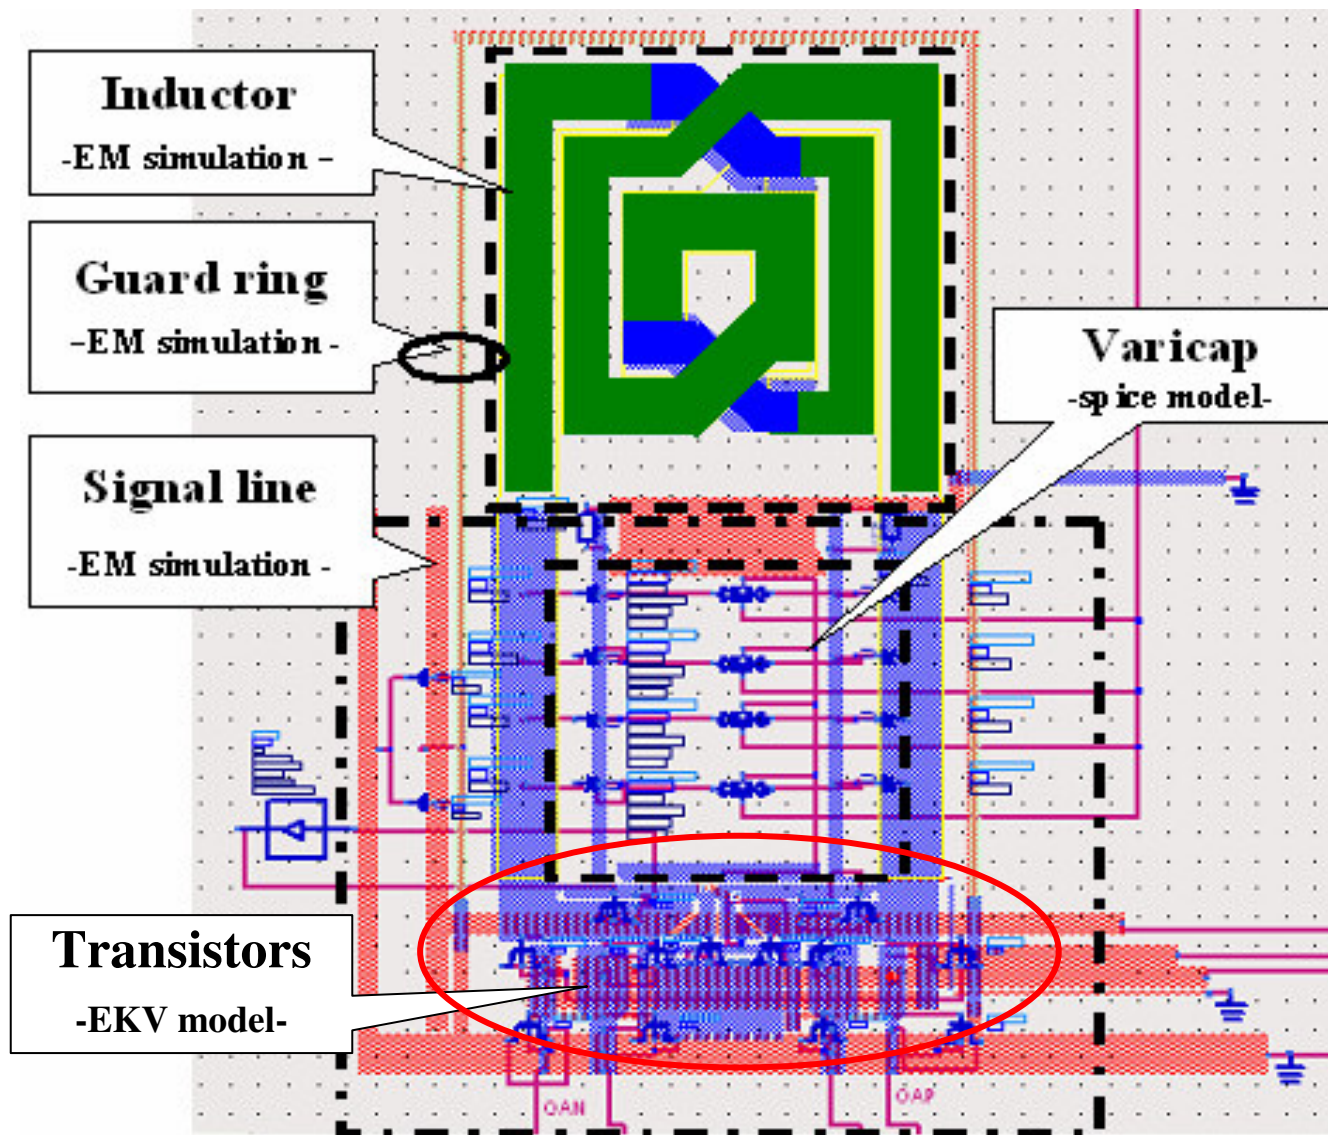 Inductor
-EM simulation -
Guard ring
-EM simulation -
Varicap
-spice model-
Signal line
-EM simulation -
Transistors
-EKV model-
OAN
OAP